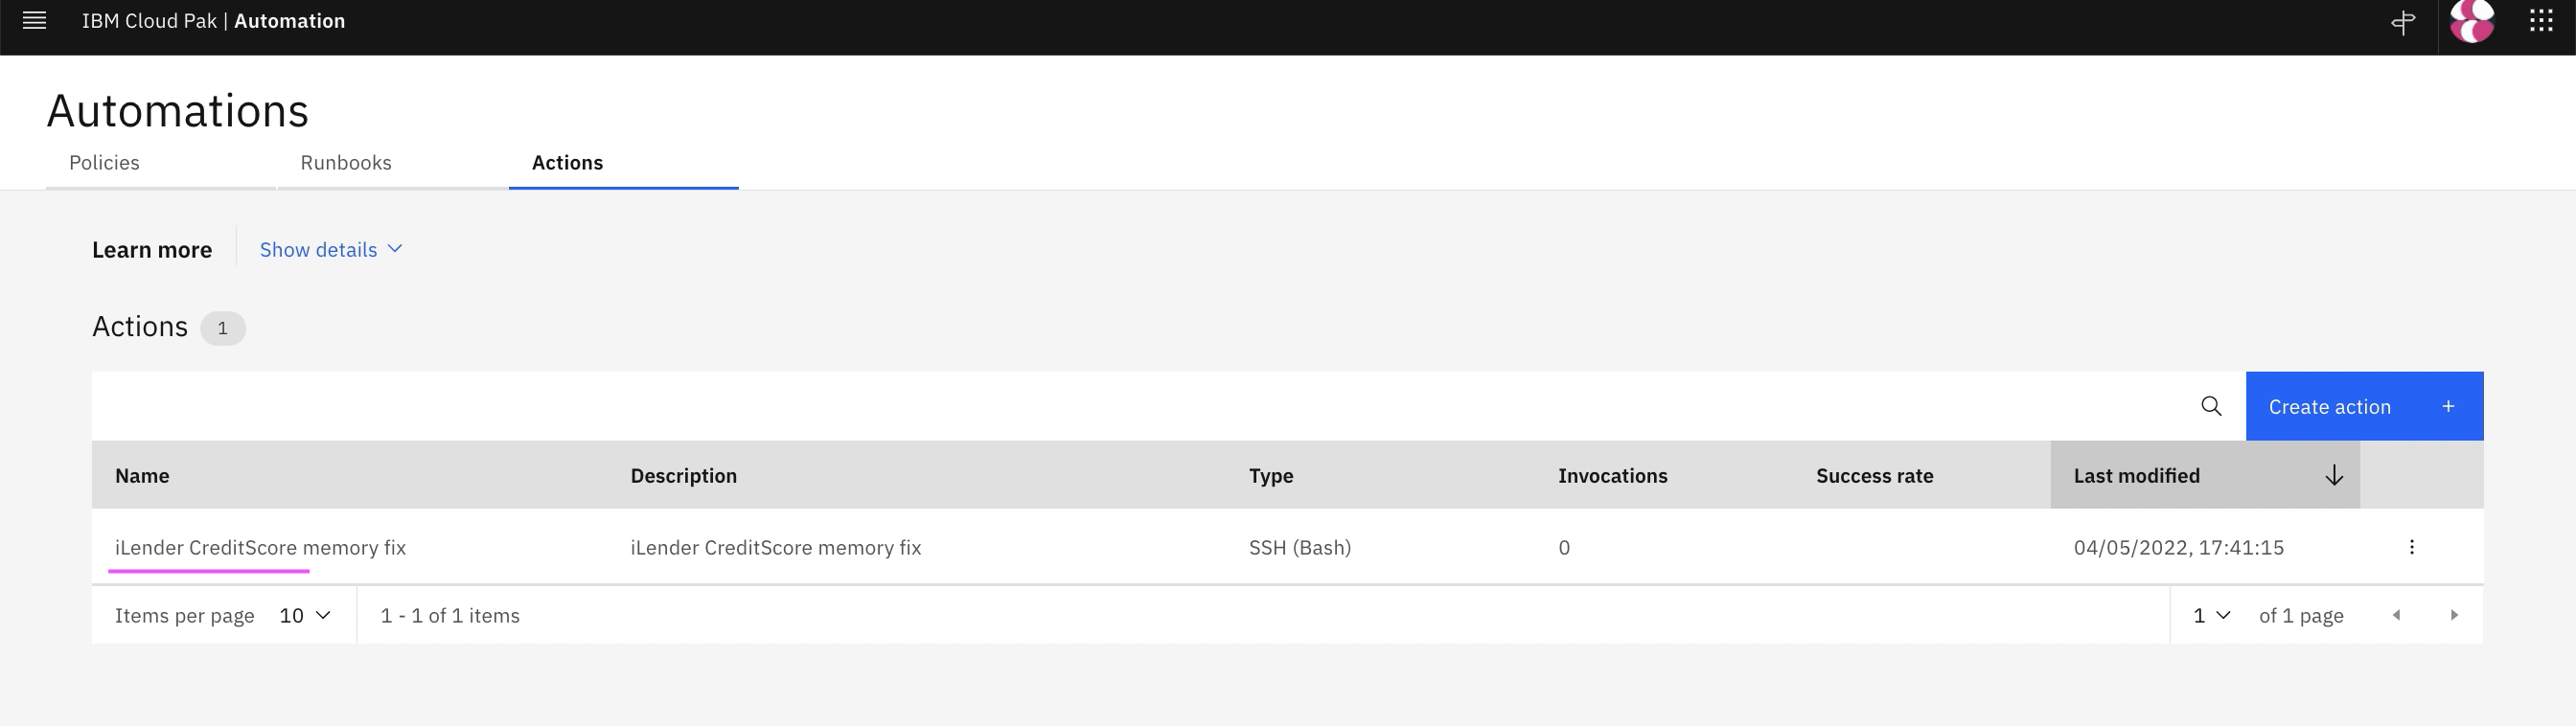 IBM Cloud Pak | Automation
Automations
Policies Runbooks Actions
Learn more Show details
Actions 1
Create action +
Name Description Type Invocations Success rate Last modified
iLender CreditScore memory fix iLender CreditScore memory fix SSH (Bash) 0 04/05/2022, 17:41:15
Items per page 10 1 - 1 of 1 items 1 of 1 page